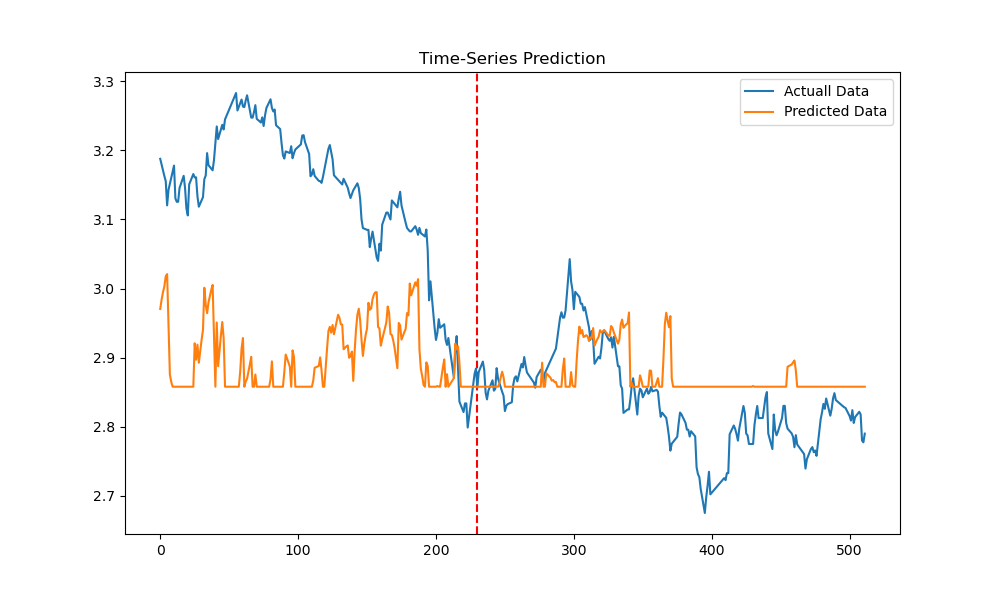 Time-Series Prediction
Actuall Data
Predicted Data
3.3
3.2
3.1
3.0
2.9
2.8
2.7
0 100 200 300 400 500